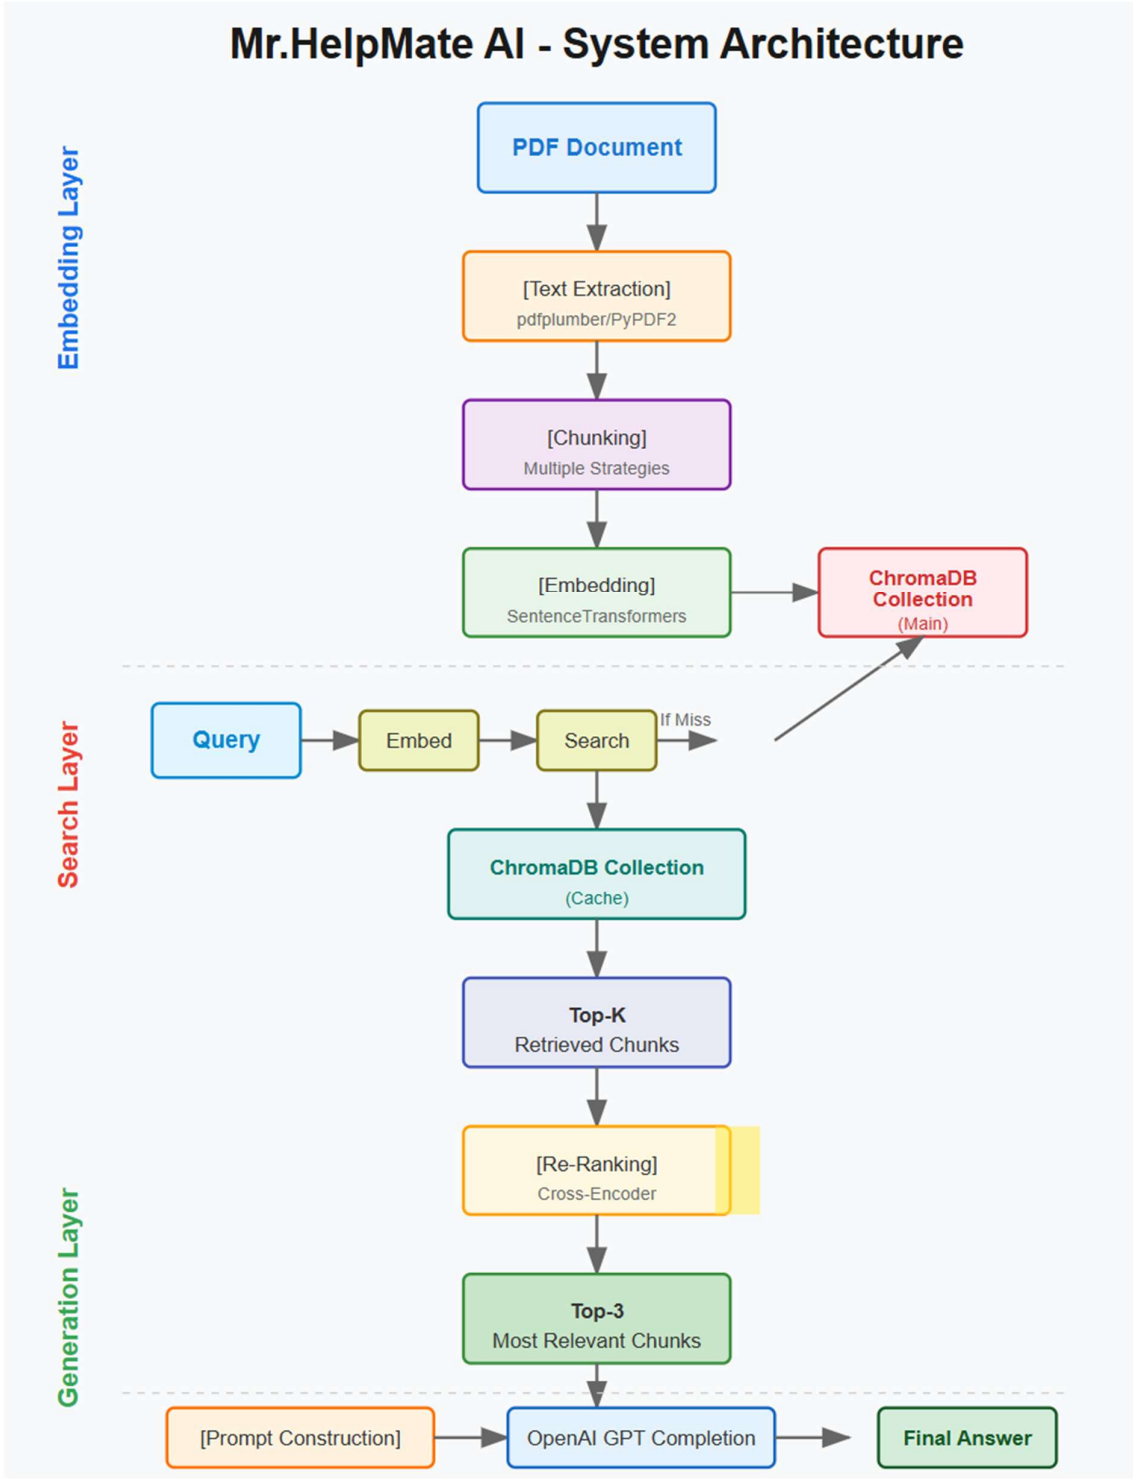 Mr.HelpMate AI - System Architecture
Embedding Layer
PDF Document
[Text Extraction]
pdfplumber/PyPDF2
[Chunking]
Multiple Strategies
[Embedding]
SentenceTransformers
ChromaDB
Collection
(Main)
Search Layer
Query
Embed
Search
If Miss
ChromaDB Collection
(Cache)
Top-K
Retrieved Chunks
Generation Layer
[Re-Ranking]
Cross-Encoder
Top-3
Most Relevant Chunks
[Prompt Construction]
OpenAI GPT Completion
Final Answer